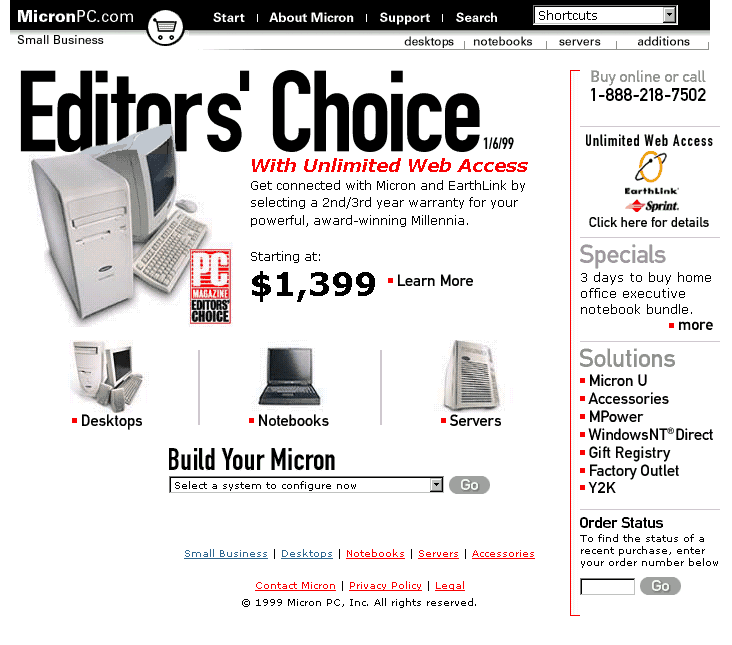 MicronPC.com
Start | About Micron | Support | Search
Shortcuts
Small Business
desktops | notebooks | servers | additions
Editors' Choice
1/6/99
With Unlimited Web Access
Get connected with Micron and EarthLink by
selecting a 2nd/3rd year warranty for your
powerful, award-winning Millennia.
Starting at:
$1,399
Learn More
PC
MAGAZINE
EDITORS'
CHOICE
Desktops
Notebooks
Servers
Build Your Micron
Select a system to configure now
Go
Buy online or call
1-888-218-7502
Unlimited Web Access
EARTHLINK
Sprint.
Click here for details
Specials
3 days to buy home
office executive
notebook bundle.
more
Solutions
Micron U
Accessories
MPower
WindowsNT® Direct
Gift Registry
Factory Outlet
Y2K
Order Status
To find the status of a
recent purchase, enter
your order number below
Go
Small Business | Desktops | Notebooks | Servers | Accessories
Contact Micron | Privacy Policy | Legal
© 1999 Micron PC, Inc. All rights reserved.